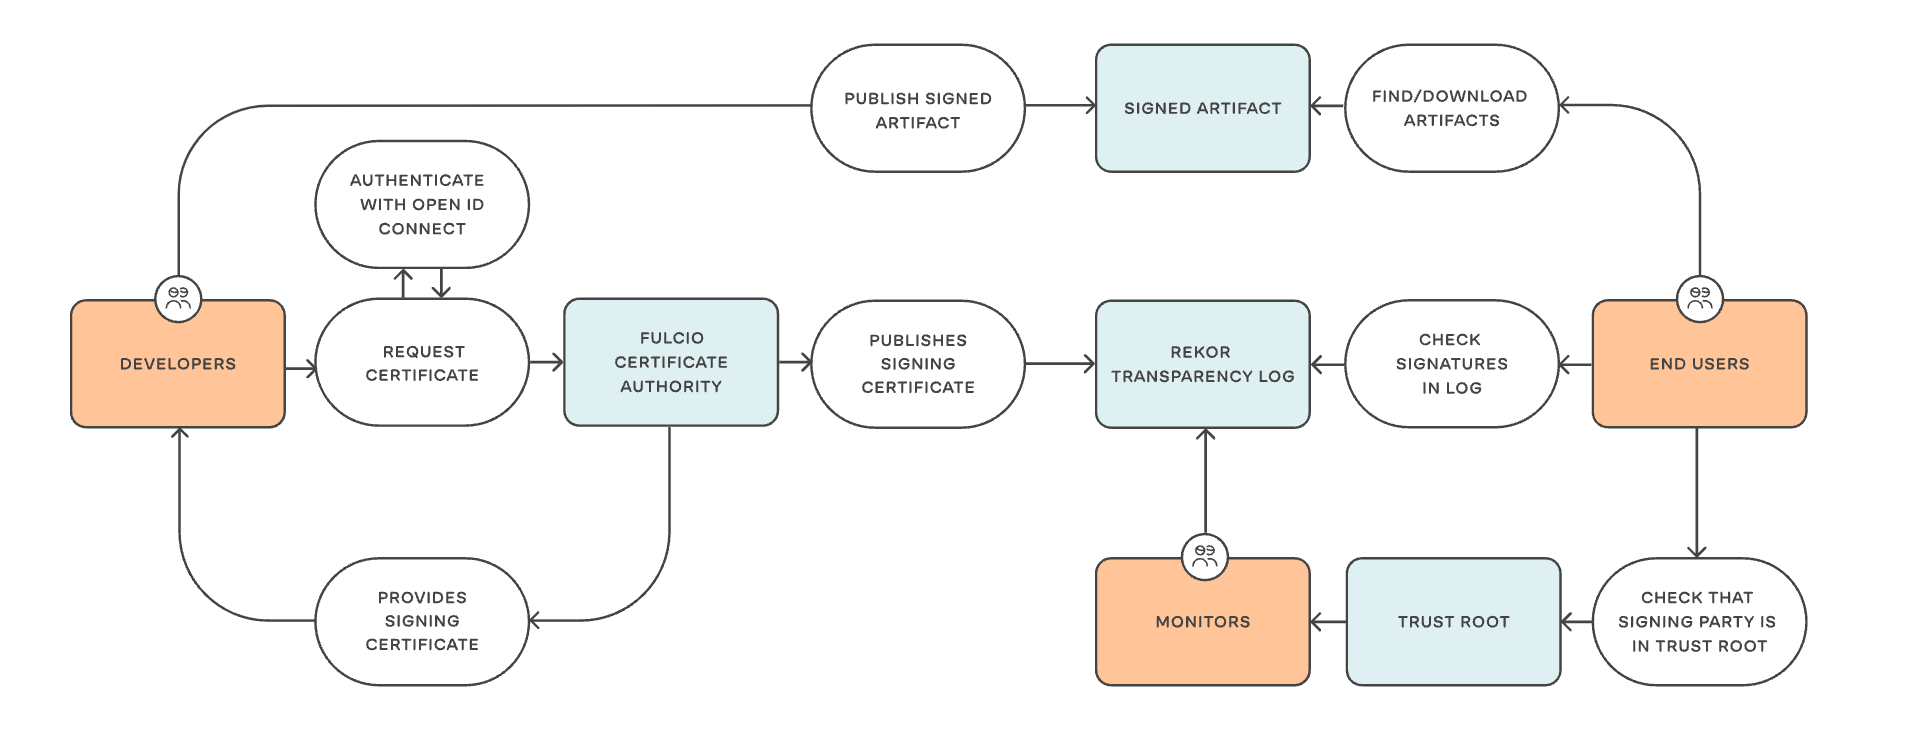 PUBLISH SIGNED
ARTIFACT
SIGNED ARTIFACT
FIND/DOWNLOAD
ARTIFACTS
AUTHENTICATE
WITH OPEN ID
CONNECT
DEVELOPERS
REQUEST
CERTIFICATE
FULCIO
CERTIFICATE
AUTHORITY
PUBLISHES
SIGNING
CERTIFICATE
REKOR
TRANSPARENCY LOG
CHECK
SIGNATURES
IN LOG
END USERS
PROVIDES
SIGNING
CERTIFICATE
MONITORS
TRUST ROOT
CHECK THAT
SIGNING PARTY IS
IN TRUST ROOT